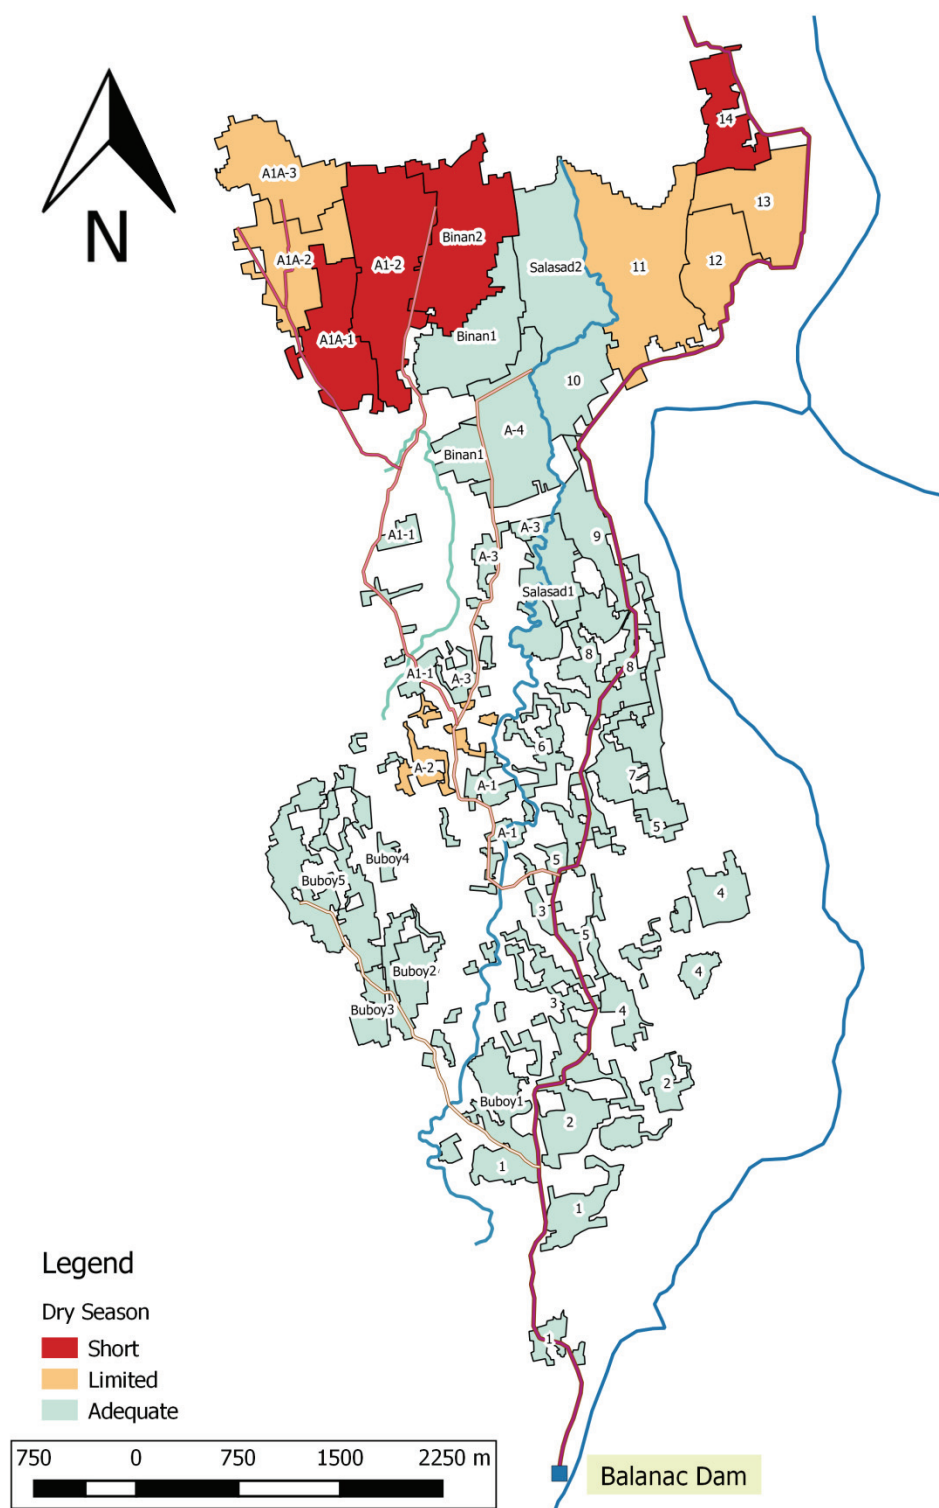 14
A1A-3
13
Binan2
12
A1A-2
A1-2
Salasad2
11
A1A-1
Binan1
10
A-4
Binan1
A1-1
A-3
9
A-3
Salasad1
8
8
A1-1
A-3
6
A-2
7
A-1
5
A-1
Buboy4
5
Buboy5
4
3
5
Buboy2
4
3
Buboy3
4
2
Buboy1
2
1
1
N
Legend
Dry Season
Short
1
Limited
Adequate
750 0 750 1500 2250 m
Balanac Dam